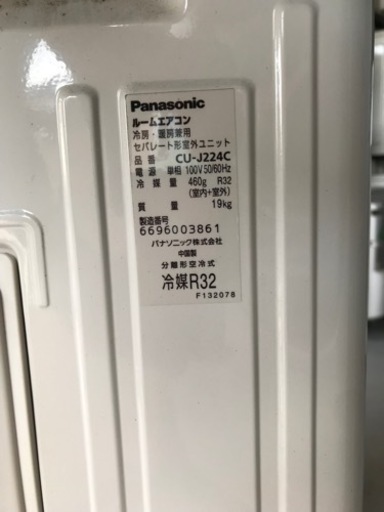 Panasonic
ルームエアコン
冷房・暖房兼用
セパレート形室外ユニット
品番 CU-J224C
電源 単相 100V 50/60Hz
冷媒 460g R32
(室内+室外)
質量 19kg
製造番号
6696003861
パナソニック株式会社
中国製
分離形空冷式
冷媒R32
F132078